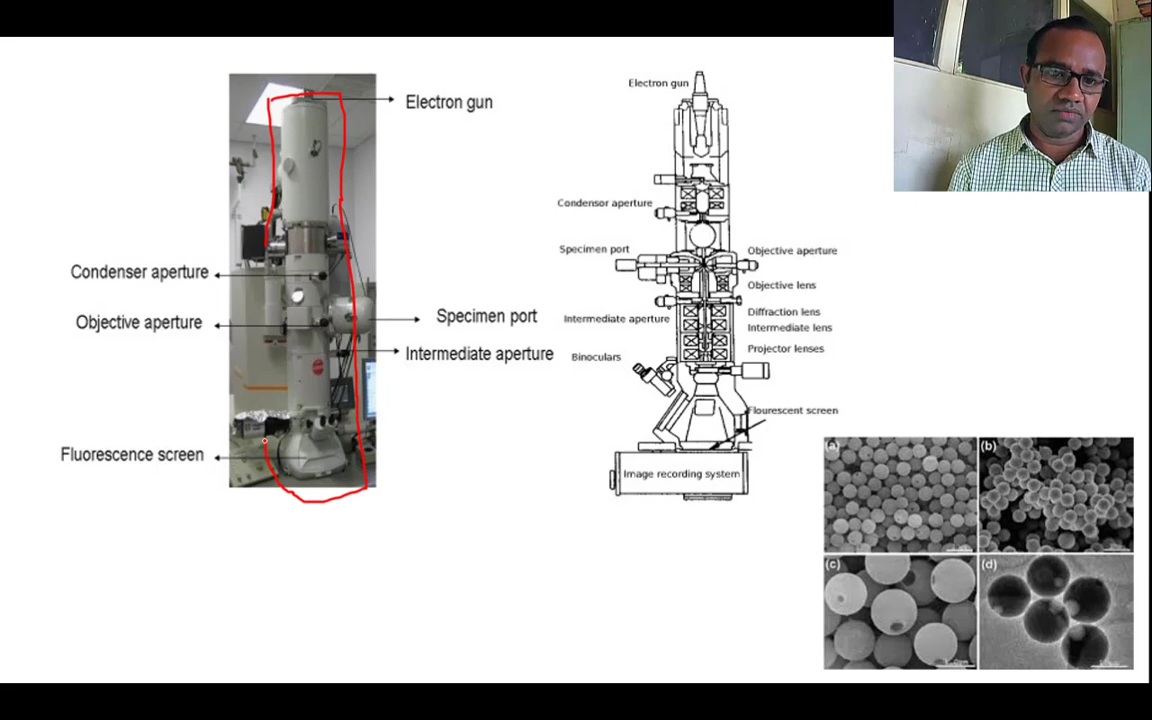 Electron gun
Condenser aperture
Objective aperture
Specimen port
Intermediate aperture
Fluorescence screen
Electron gun
Condensor aperture
Specimen port
Objective aperture
Objective lens
Diffraction lens
Intermediate aperture
Intermediate lens
Projector lenses
Binoculars
Flourescent screen
Image recording system
(a)
(b)
(c)
(d)